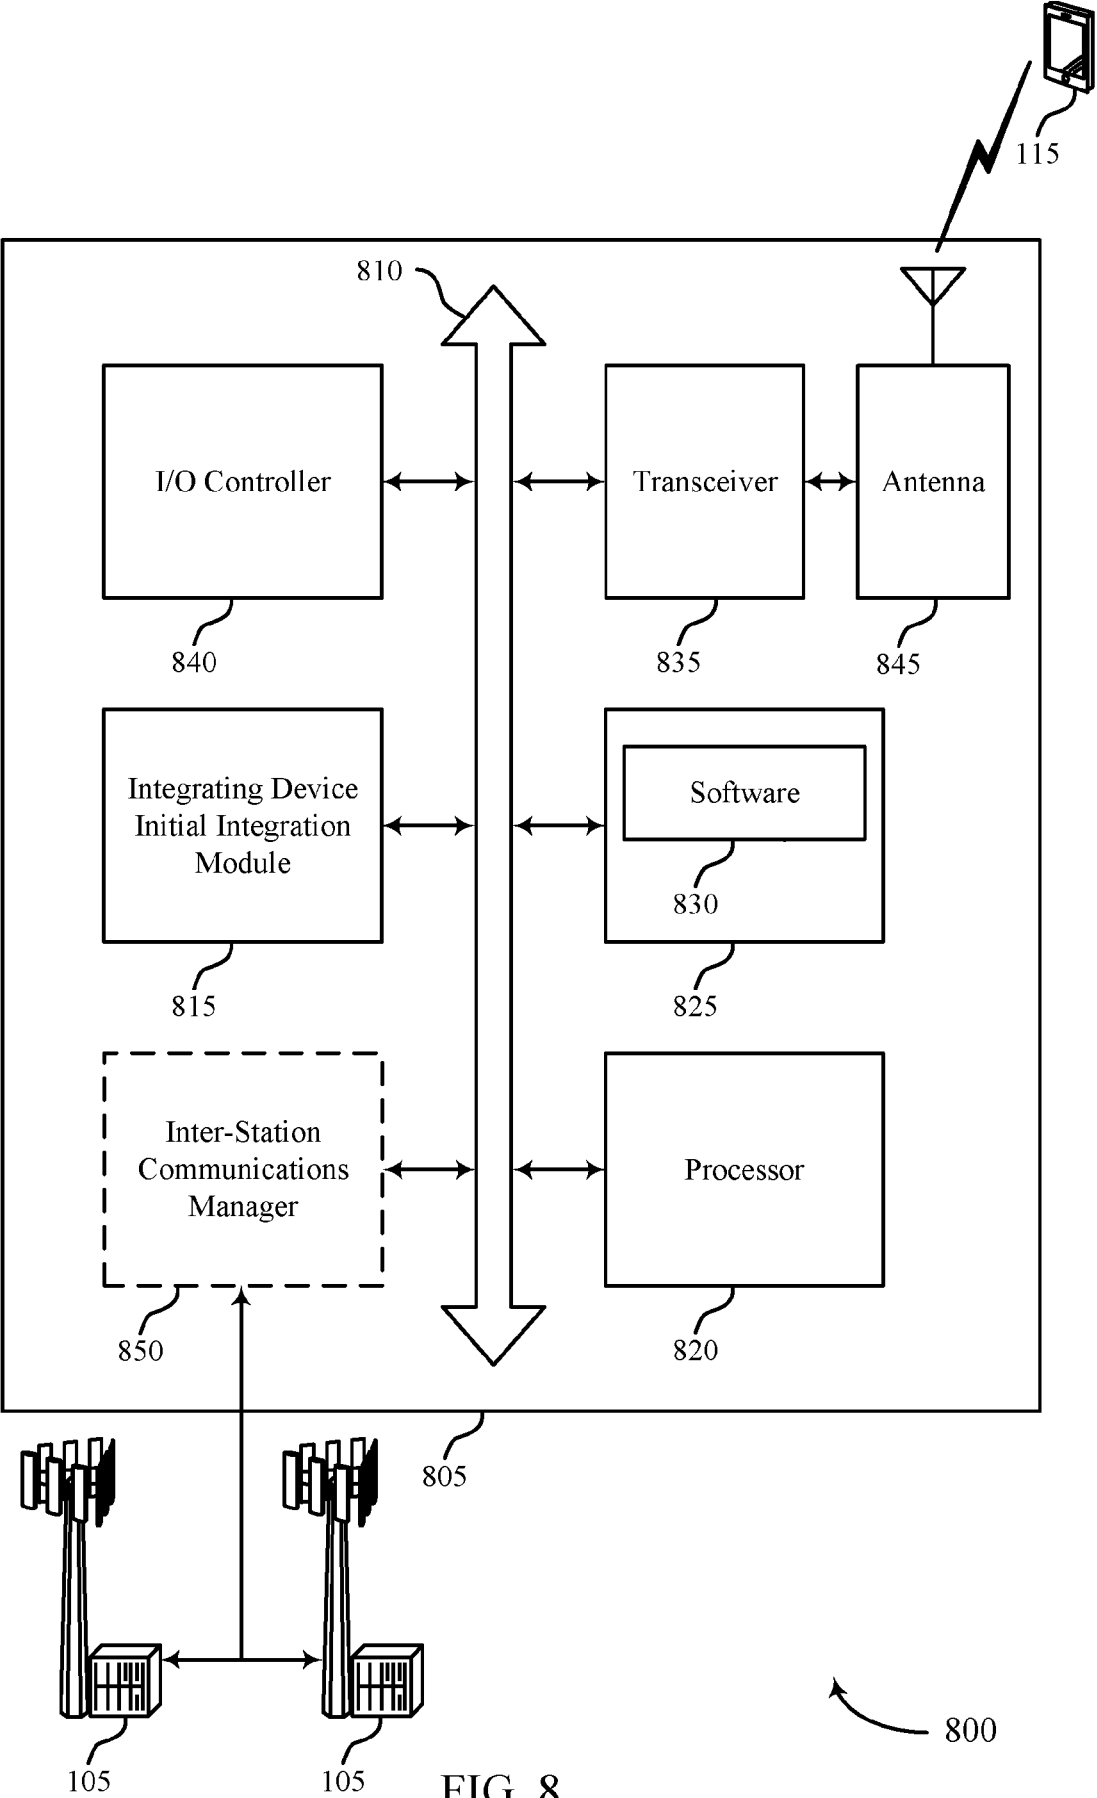 115
810
I/O Controller
Transceiver
Antenna
840
835
845
Integrating Device
Initial Integration
Module
Software
830
815
825
Inter-Station
Communications
Manager
Processor
850
820
805
800
105
105
FIG. 8